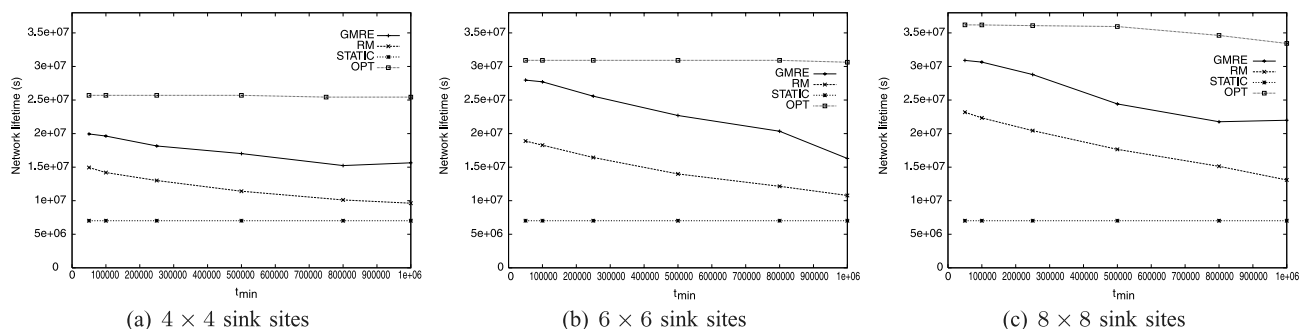 3.5e+07
3e+07
2.5e+07
2e+07
1.5e+07
1e+07
5e+06
0
Network lifetime (s)
GMRE
RM
STATIC
OPT
0 100000 200000 300000 400000 500000 600000 700000 800000 900000 1e+06
tmin
(a) 4 × 4 sink sites
3.5e+07
3e+07
2.5e+07
2e+07
1.5e+07
1e+07
5e+06
0
Network lifetime (s)
GMRE
RM
STATIC
OPT
0 100000 200000 300000 400000 500000 600000 700000 800000 900000 1e+06
tmin
(b) 6 × 6 sink sites
3.5e+07
3e+07
2.5e+07
2e+07
1.5e+07
1e+07
5e+06
0
Network lifetime (s)
GMRE
RM
STATIC
OPT
0 100000 200000 300000 400000 500000 600000 700000 800000 900000 1e+06
tmin
(c) 8 × 8 sink sites